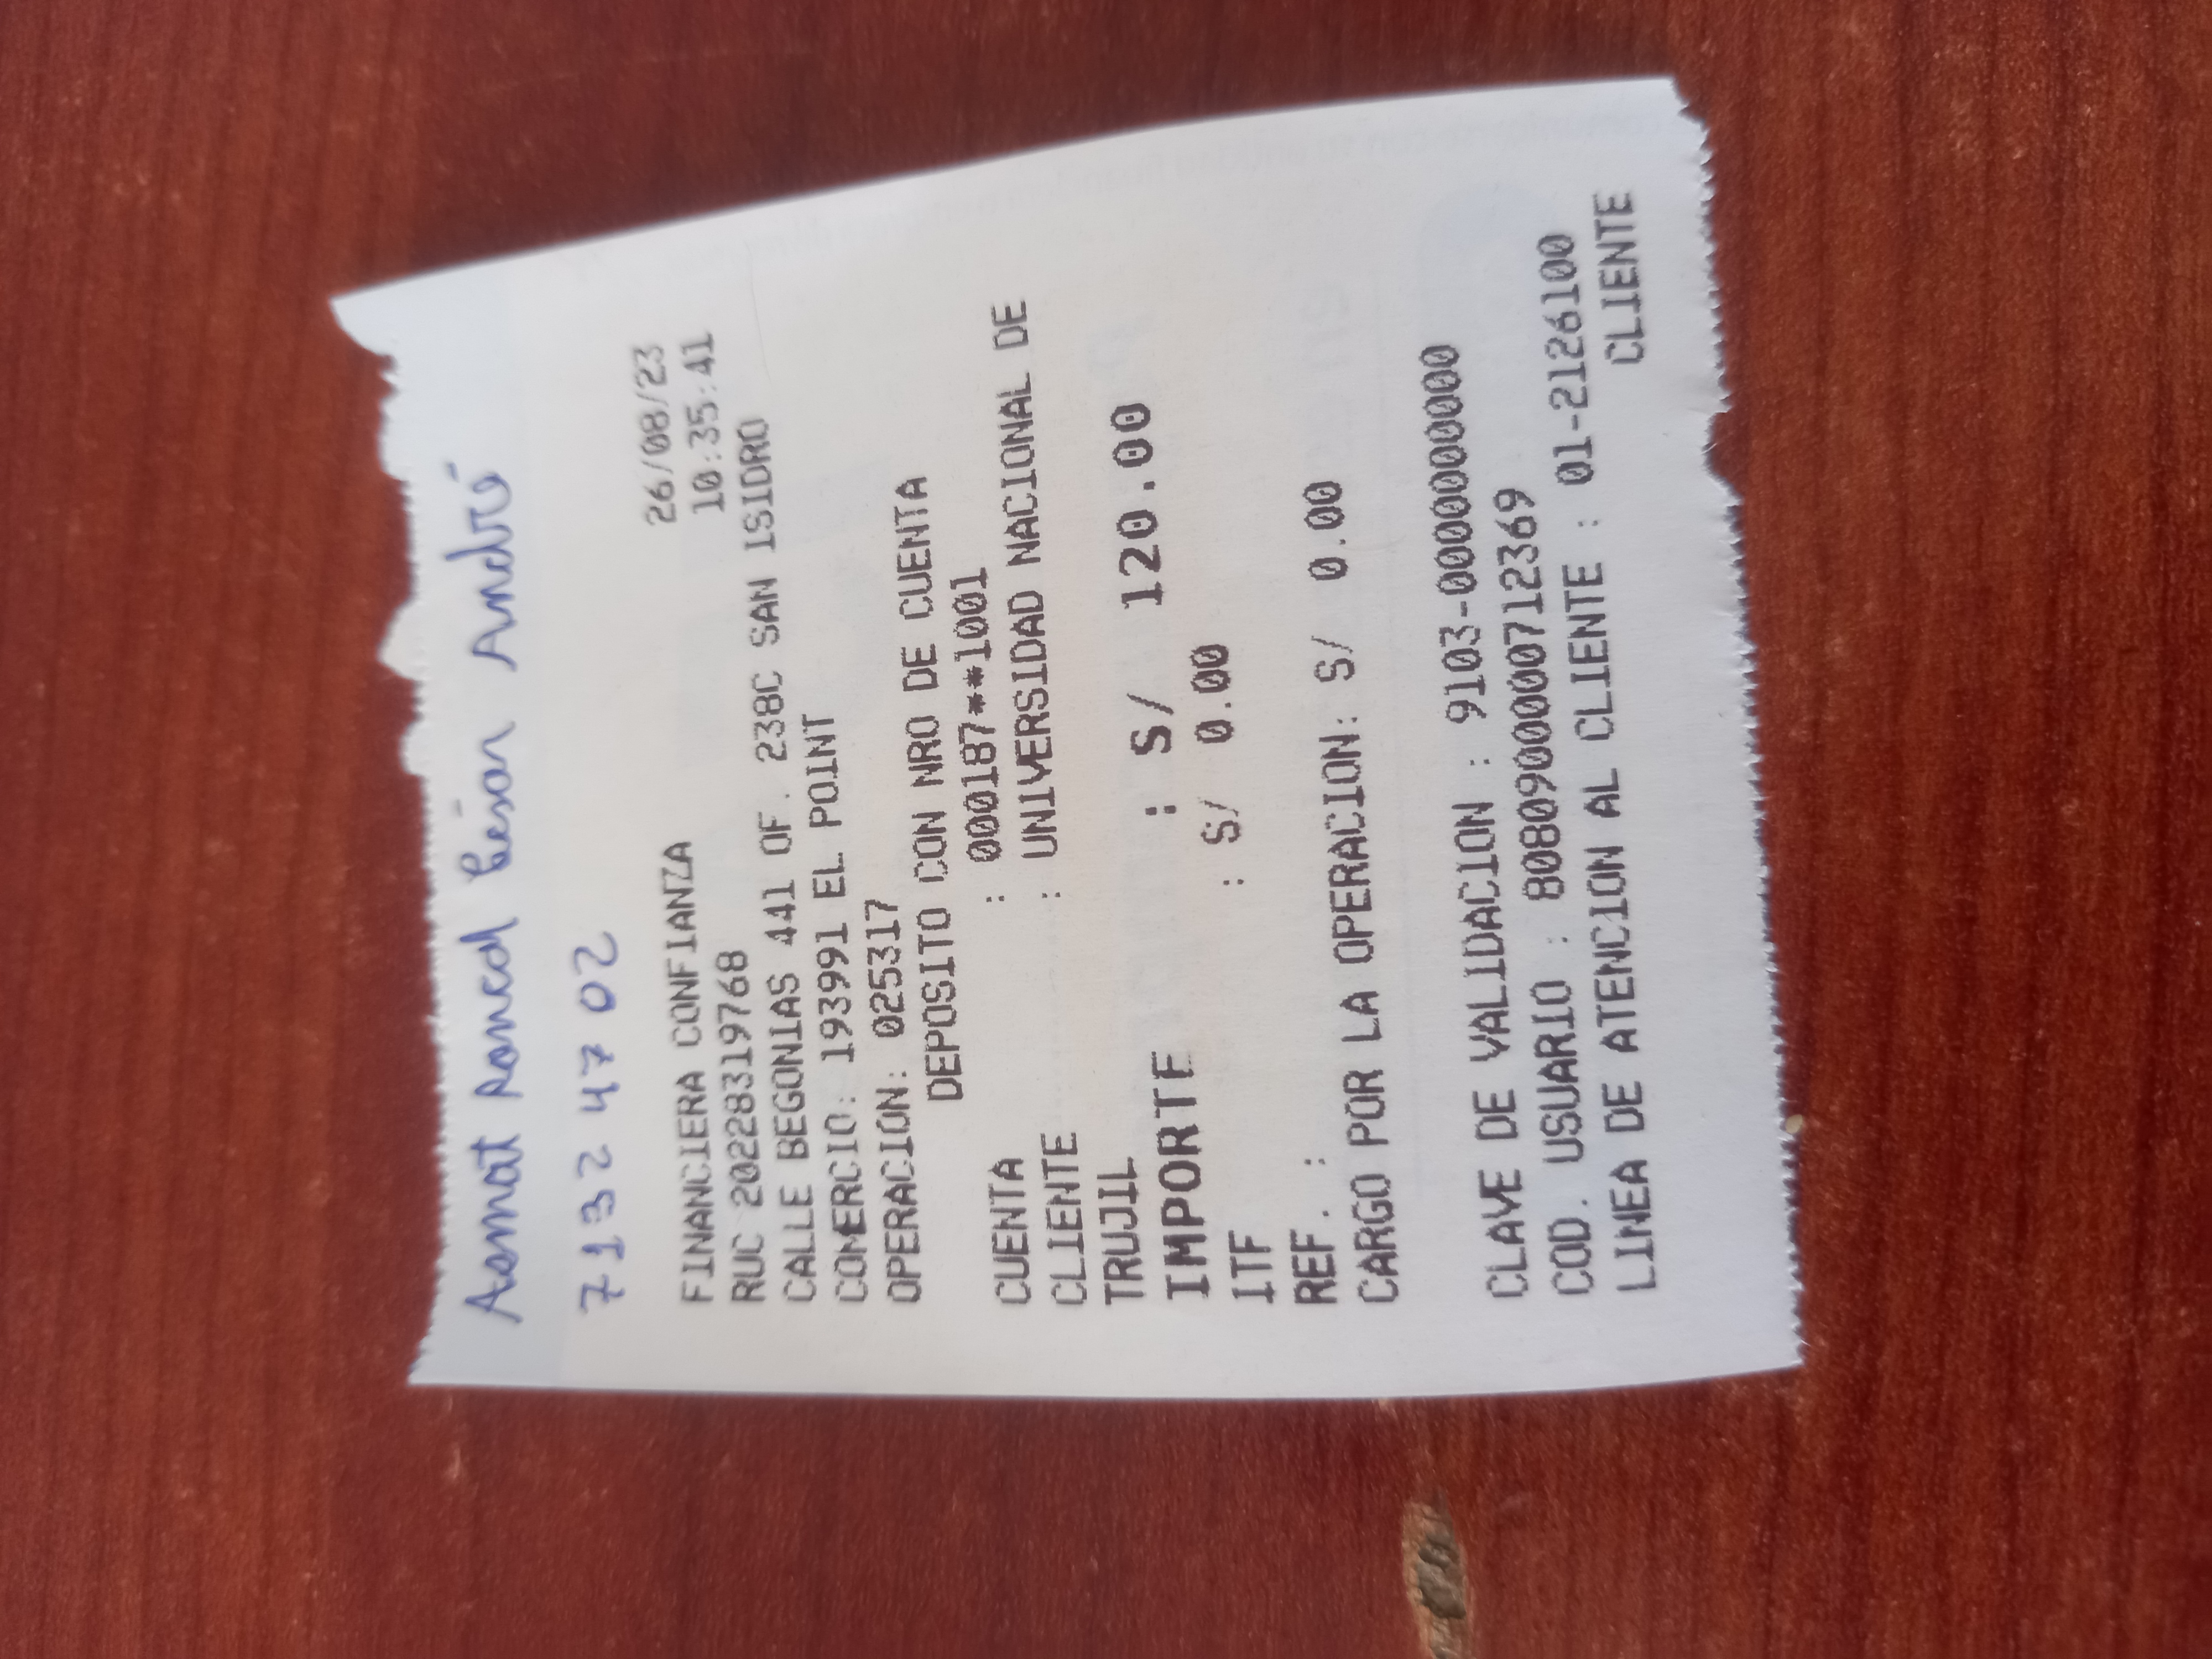 Asmat Roncal César André
71324702
26/08/23
FINANCIERA CONFIANZA 10:35:41
RUC 20228319768
CALLE BEGONIAS 441 OF. 238C SAN ISIDRO
COMERCIO: 193991 EL POINT
OPERACION: 025317
DEPOSITO CON NRO DE CUENTA
CUENTA : 000187**1001
CLIENTE : UNIVERSIDAD NACIONAL DE
TRUJIL
IMPORTE : S/ 120.00
ITF : S/ 0.00
REF. :
CARGO POR LA OPERACION: S/ 0.00
CLAVE DE VALIDACION : 9103-0000000000
COD. USUARIO : 8080900000712369
LINEA DE ATENCION AL CLIENTE : 01-2126100
CLIENTE